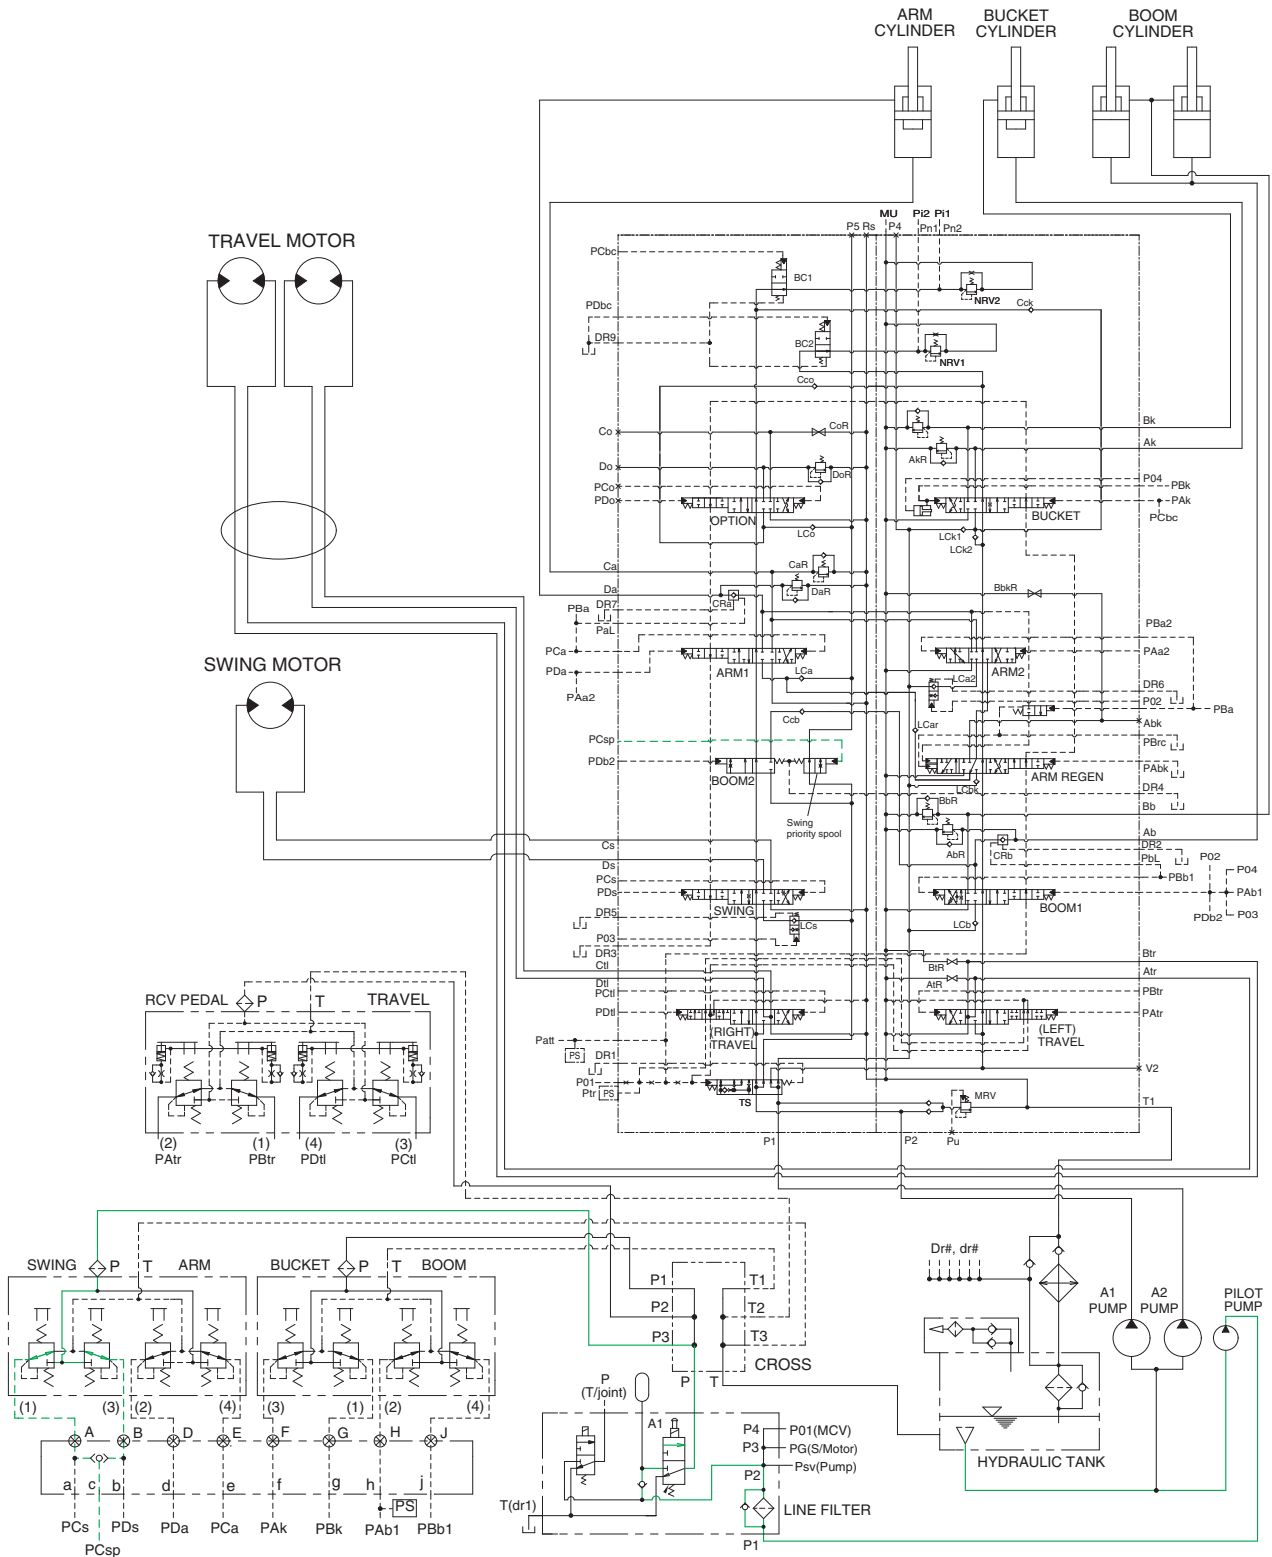 ARM
CYLINDER
BUCKET
CYLINDER
BOOM
CYLINDER
TRAVEL MOTOR
SWING MOTOR
P5 Rs
MU
P4
Pi2 Pi1
Pn1 Pn2
PCbc
BC1
NRV2
Cck
PDbc
DR9
BC2
NRV1
Cco
Co
CoR
Bk
Do
DoR
AkR
Ak
PCo
P04
PBk
PDo
PAk
OPTION
BUCKET
PCbc
LCo
LCk1
LCk2
Ca
CaR
Da
DaR
BbkR
DR7
CRa
PBa
PaL
PBa2
PCa
PAa2
PDa
LCa
ARM1
ARM2
PAa2
LCa2
DR6
P02
PBa
Ccb
LCar
Abk
PCsp
PBrc
PDb2
PAbk
BOOM2
ARM REGEN
LCbk
DR4
BbR
Bb
Swing
priority spool
Cs
AbR
CRb
Ab
DR2
Ds
PbL
P02
PCs
PBb1
P04
PDs
PAb1
SWING
BOOM1
DR5
LCs
LCb
PDb2
P03
P03
DR3
Btr
Ctl
BtR
Dtl
AtR
Atr
PCtl
PBtr
PDtl
PAtr
(RIGHT)
TRAVEL
(LEFT)
TRAVEL
Patt
PS
DR1
V2
P01
Ptr
PS
TS
MRV
T1
P1
P2
Pu
RCV PEDAL
P
T
TRAVEL
(2)
(1)
(4)
(3)
PAtr
PBtr
PDtl
PCtl
SWING
P
T
ARM
BUCKET
P
T
BOOM
P1
T1
P2
T2
P3
T3
CROSS
P
T
(1)
(3)
(2)
(4)
(3)
(1)
(2)
(4)
A
B
D
E
F
G
H
J
a
c
b
d
e
f
g
h
j
PS
PCs
PDs
PDa
PCa
PAk
PBk
PAb1
PBb1
PCsp
P
(T/joint)
A1
P4
P01(MCV)
P3
PG(S/Motor)
Psv(Pump)
P2
T(dr1)
LINE FILTER
P1
Dr#, dr#
A1
PUMP
A2
PUMP
PILOT
PUMP
HYDRAULIC TANK